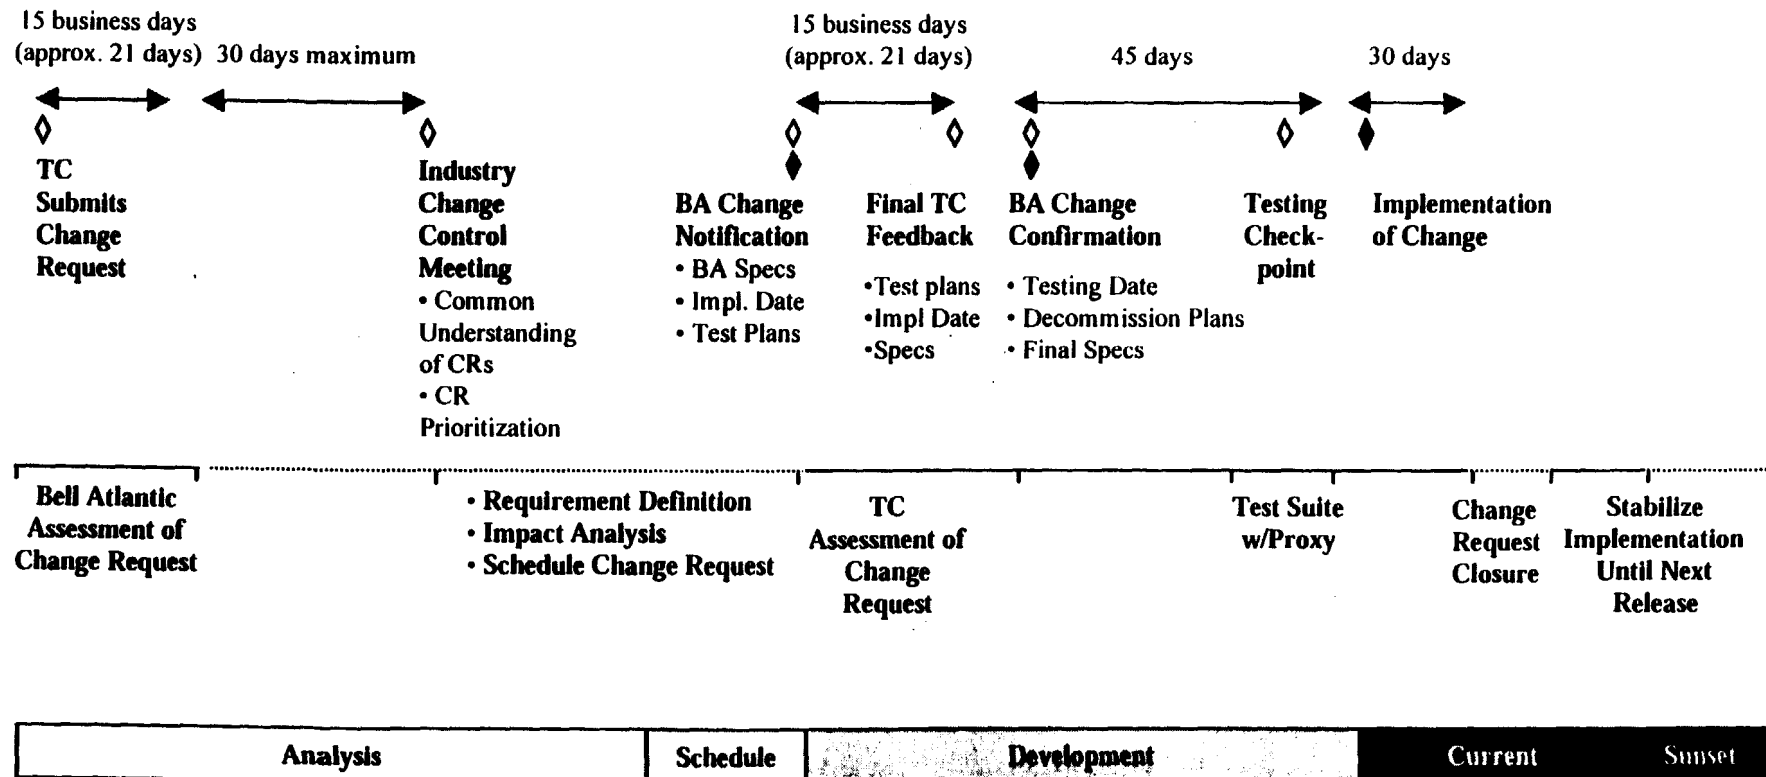 15 business days
(approx. 21 days)
30 days maximum
15 business days
(approx. 21 days)
45 days
30 days
TC
Submits
Change
Request
Industry
Change
Control
Meeting
• Common
Understanding
of CRs
• CR
Prioritization
BA Change
Notification
• BA Specs
• Impl. Date
• Test Plans
Final TC
Feedback
•Test plans
•Impl Date
•Specs
BA Change
Confirmation
• Testing Date
• Decommission Plans
• Final Specs
Testing
Check-
point
Implementation
of Change
Bell Atlantic
Assessment of
Change Request
• Requirement Definition
• Impact Analysis
• Schedule Change Request
TC
Assessment of
Change
Request
Test Suite
w/Proxy
Change
Request
Closure
Stabilize
Implementation
Until Next
Release
Analysis
Schedule
Development
Current
Sunset